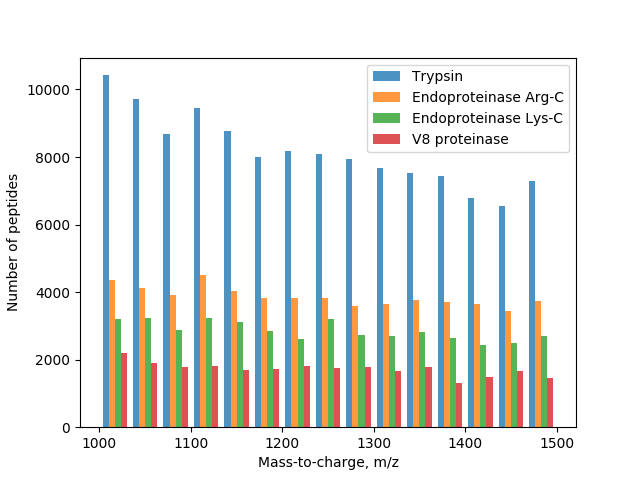 Trypsin
Endoproteinase Arg-C
Endoproteinase Lys-C
V8 proteinase
10000
8000
6000
4000
2000
0
Number of peptides
1000 1100 1200 1300 1400 1500
Mass-to-charge, m/z